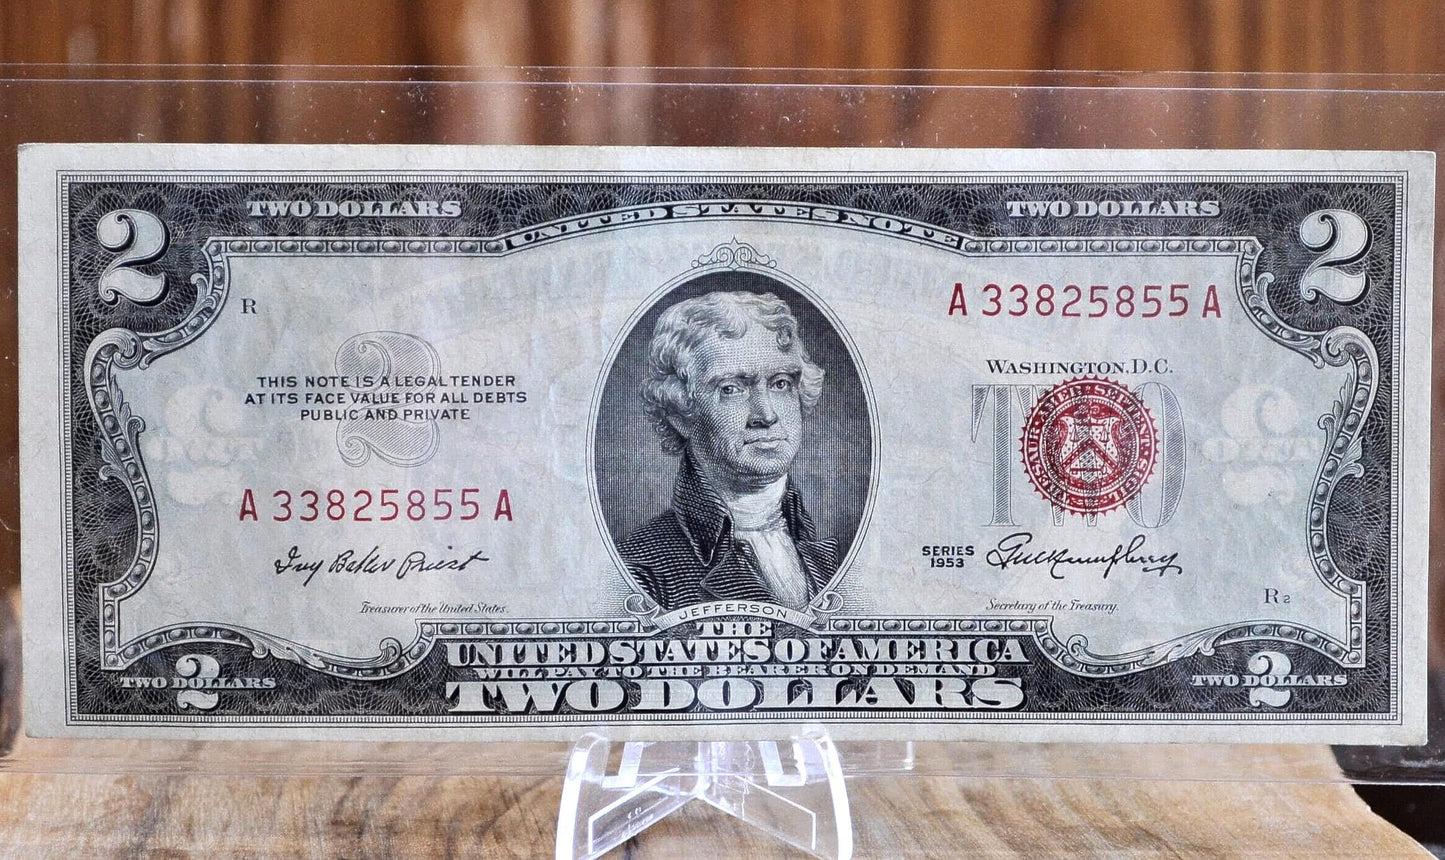 2 TWO DOLLARS UNITED STATES NOTE TWO DOLLARS 2
R
A 33825855 A
WASHINGTON, D.C.
2
TWO
THIS NOTE IS A LEGAL TENDER
AT ITS FACE VALUE FOR ALL DEBTS
PUBLIC AND PRIVATE
A 33825855 A
Ivy Baker Priest
Treasurer of the United States.
SERIES
1953
G.M. Humphrey
Secretary of the Treasury.
R 2
JEFFERSON
THE
UNITED STATES OF AMERICA
WILL PAY TO THE BEARER ON DEMAND
TWO DOLLARS
2
TWO DOLLARS
2
TWO DOLLARS